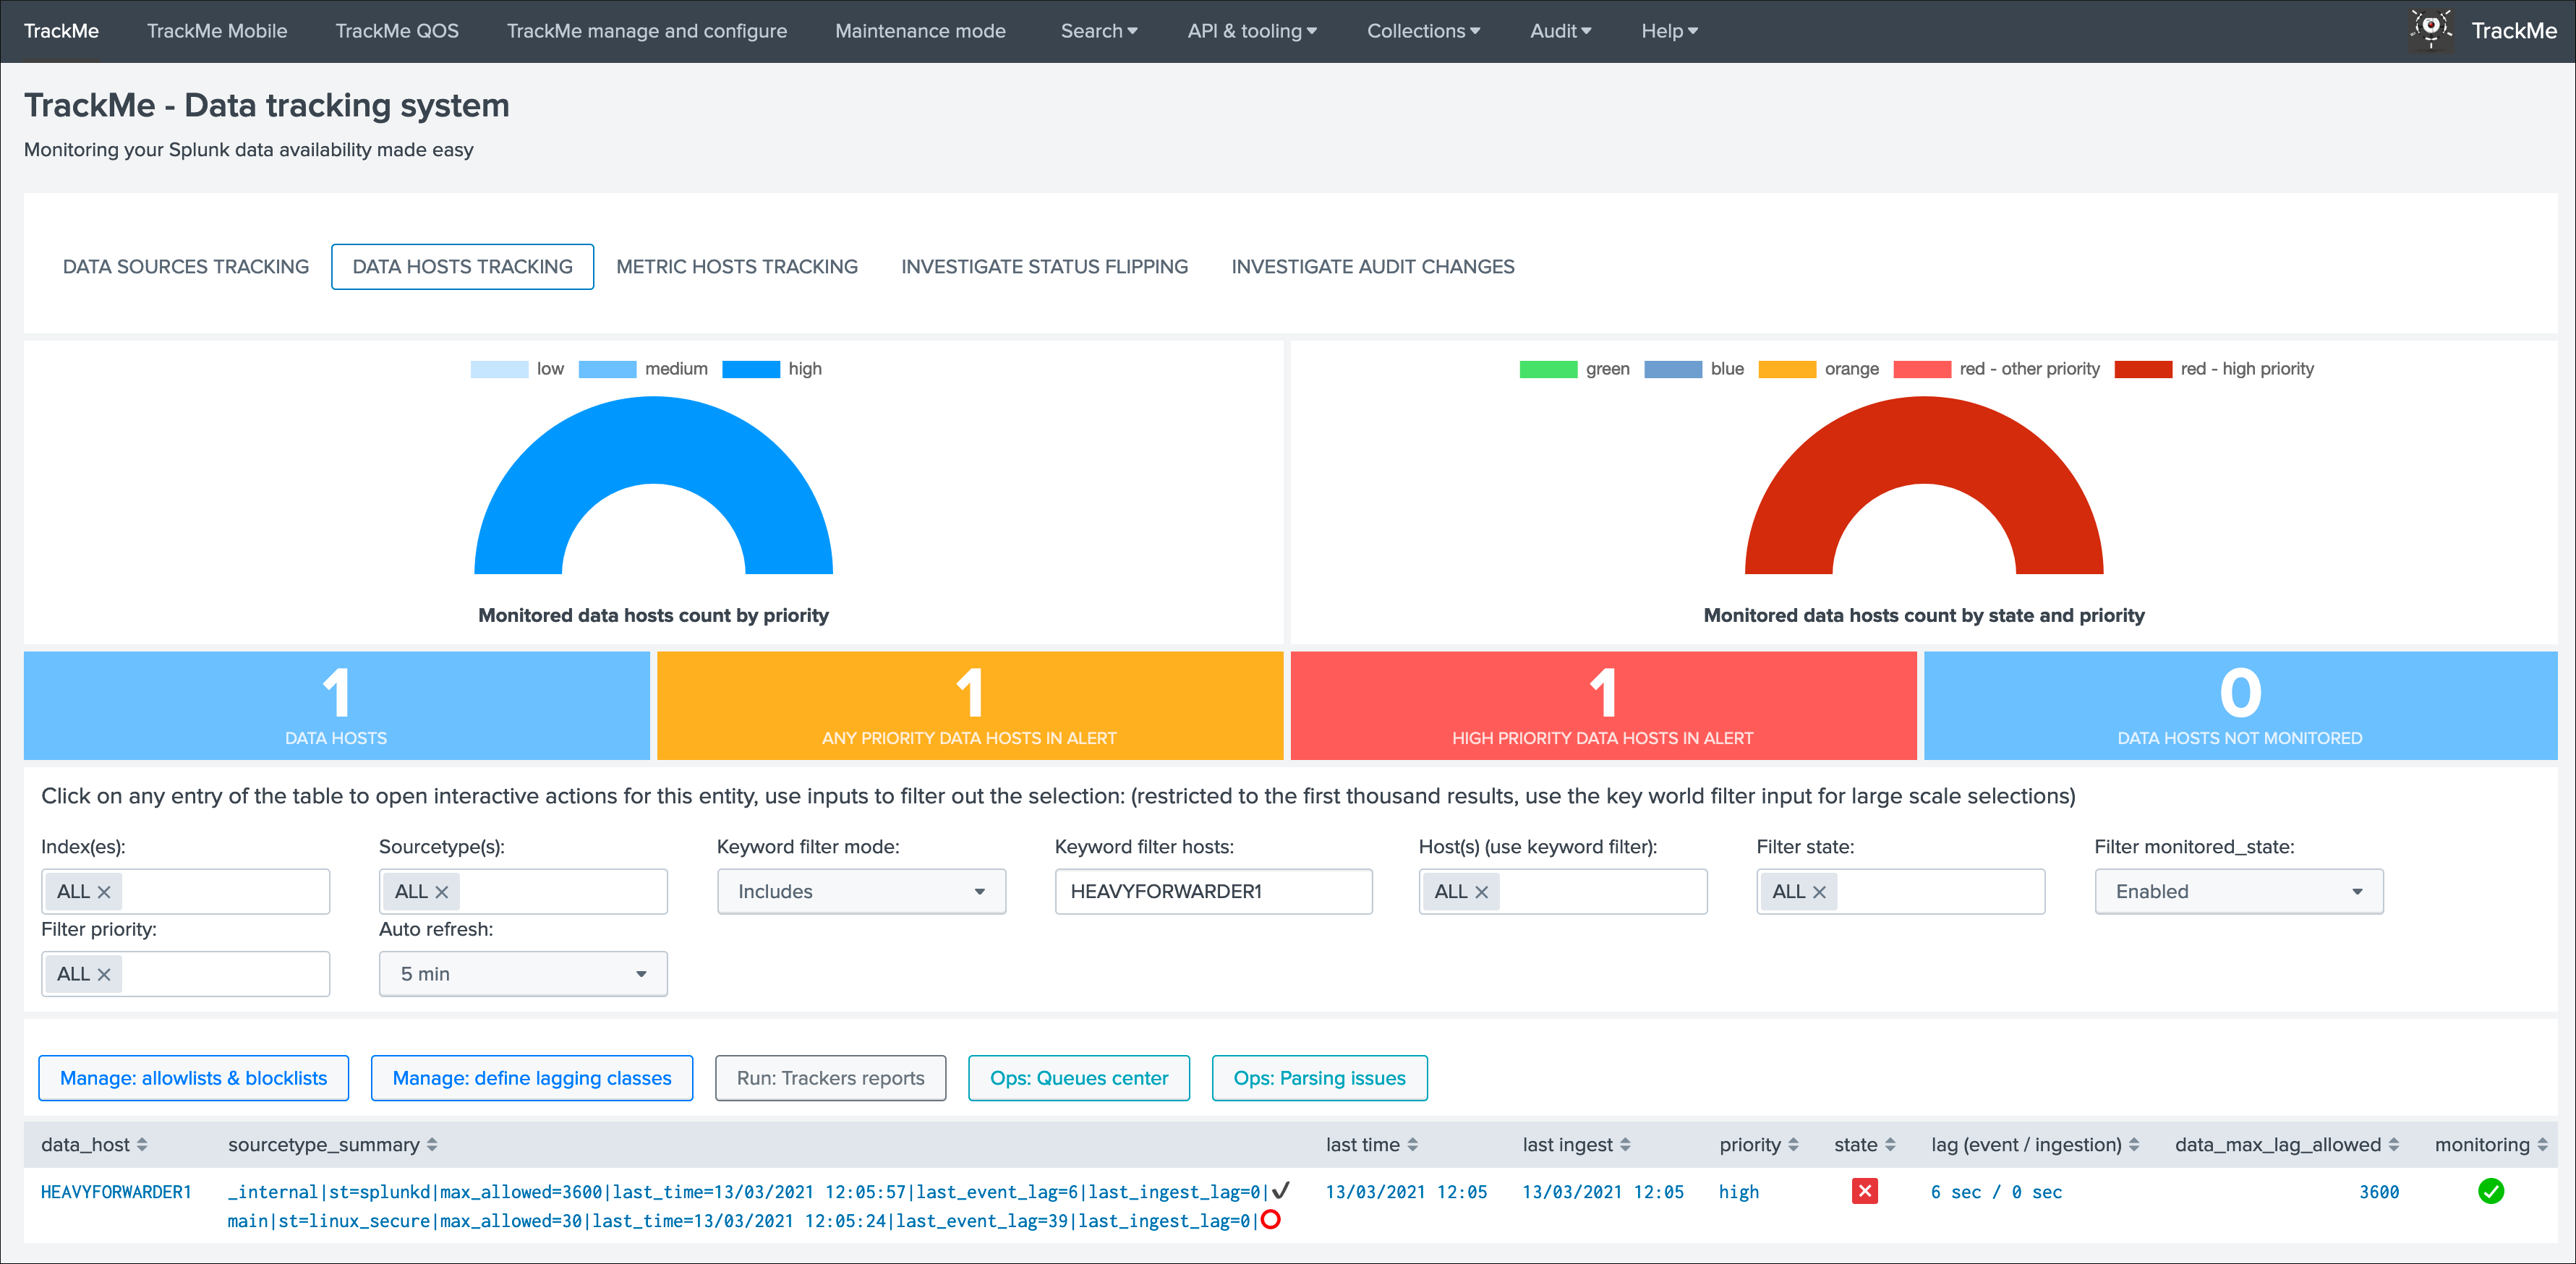 TrackMe TrackMe Mobile TrackMe QOS TrackMe manage and configure Maintenance mode Search API & tooling Collections Audit Help TrackMe
TrackMe - Data tracking system
Monitoring your Splunk data availability made easy
DATA SOURCES TRACKING DATA HOSTS TRACKING METRIC HOSTS TRACKING INVESTIGATE STATUS FLIPPING INVESTIGATE AUDIT CHANGES
low medium high
Monitored data hosts count by priority
green blue orange red - other priority red - high priority
Monitored data hosts count by state and priority
1
DATA HOSTS
1
ANY PRIORITY DATA HOSTS IN ALERT
1
HIGH PRIORITY DATA HOSTS IN ALERT
0
DATA HOSTS NOT MONITORED
Click on any entry of the table to open interactive actions for this entity, use inputs to filter out the selection: (restricted to the first thousand results, use the key world filter input for large scale selections)
Index(es): Sourcetype(s): Keyword filter mode: Keyword filter hosts: Host(s) (use keyword filter): Filter state: Filter monitored_state:
ALL ALL Includes HEAVYFORWARDER1 ALL ALL Enabled
Filter priority: Auto refresh:
ALL 5 min
Manage: allowlists & blocklists Manage: define lagging classes Run: Trackers reports Ops: Queues center Ops: Parsing issues
data_host sourcetype_summary last time last ingest priority state lag (event / ingestion) data_max_lag_allowed monitoring
HEAVYFORWARDER1 _internal|st=splunkd|max_allowed=3600|last_time=13/03/2021 12:05:57|last_event_lag=6|last_ingest_lag=0|✔ 13/03/2021 12:05 13/03/2021 12:05 high 6 sec / 0 sec 3600
main|st=linux_secure|max_allowed=30|last_time=13/03/2021 12:05:24|last_event_lag=39|last_ingest_lag=0|⭕